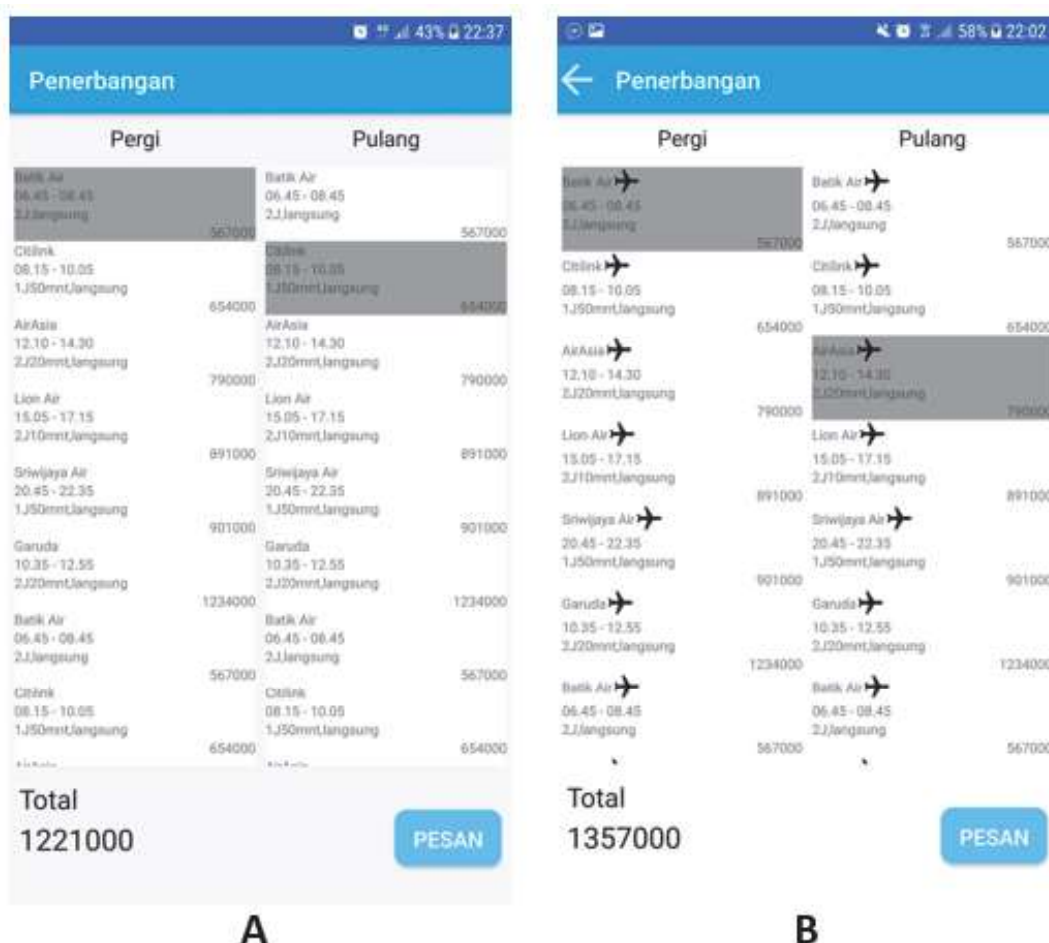 43% 22:37
Penerbangan
Pergi
Batik Air
06.45 - 08.45
2J,langsung
567000
Citilink
08.15 - 10.05
1J50mnt,langsung
654000
AirAsia
12.10 - 14.30
2J20mnt,langsung
790000
Lion Air
15.05 - 17.15
2J10mnt,langsung
891000
Sriwijaya Air
20.45 - 22.35
1J50mnt,langsung
901000
Garuda
10.35 - 12.55
2J20mnt,langsung
1234000
Batik Air
06.45 - 08.45
2J,langsung
567000
Citilink
08.15 - 10.05
1J50mnt,langsung
654000
Pulang
Batik Air
06.45 - 08.45
2J,langsung
567000
Citilink
08.15 - 10.05
1J50mnt,langsung
654000
AirAsia
12.10 - 14.30
2J20mnt,langsung
790000
Lion Air
15.05 - 17.15
2J10mnt,langsung
891000
Sriwijaya Air
20.45 - 22.35
1J50mnt,langsung
901000
Garuda
10.35 - 12.55
2J20mnt,langsung
1234000
Batik Air
06.45 - 08.45
2J,langsung
567000
Citilink
08.15 - 10.05
1J50mnt,langsung
654000
Total
1221000
PESAN
A
58% 22:02
Penerbangan
Pergi
Batik Air
06.45 - 08.45
2J,langsung
567000
Citilink
08.15 - 10.05
1J50mnt,langsung
654000
AirAsia
12.10 - 14.30
2J20mnt,langsung
790000
Lion Air
15.05 - 17.15
2J10mnt,langsung
891000
Sriwijaya Air
20.45 - 22.35
1J50mnt,langsung
901000
Garuda
10.35 - 12.55
2J20mnt,langsung
1234000
Batik Air
06.45 - 08.45
2J,langsung
567000
Pulang
Batik Air
06.45 - 08.45
2J,langsung
567000
Citilink
08.15 - 10.05
1J50mnt,langsung
654000
AirAsia
12.10 - 14.30
2J20mnt,langsung
790000
Lion Air
15.05 - 17.15
2J10mnt,langsung
891000
Sriwijaya Air
20.45 - 22.35
1J50mnt,langsung
901000
Garuda
10.35 - 12.55
2J20mnt,langsung
1234000
Batik Air
06.45 - 08.45
2J,langsung
567000
Total
1357000
PESAN
B